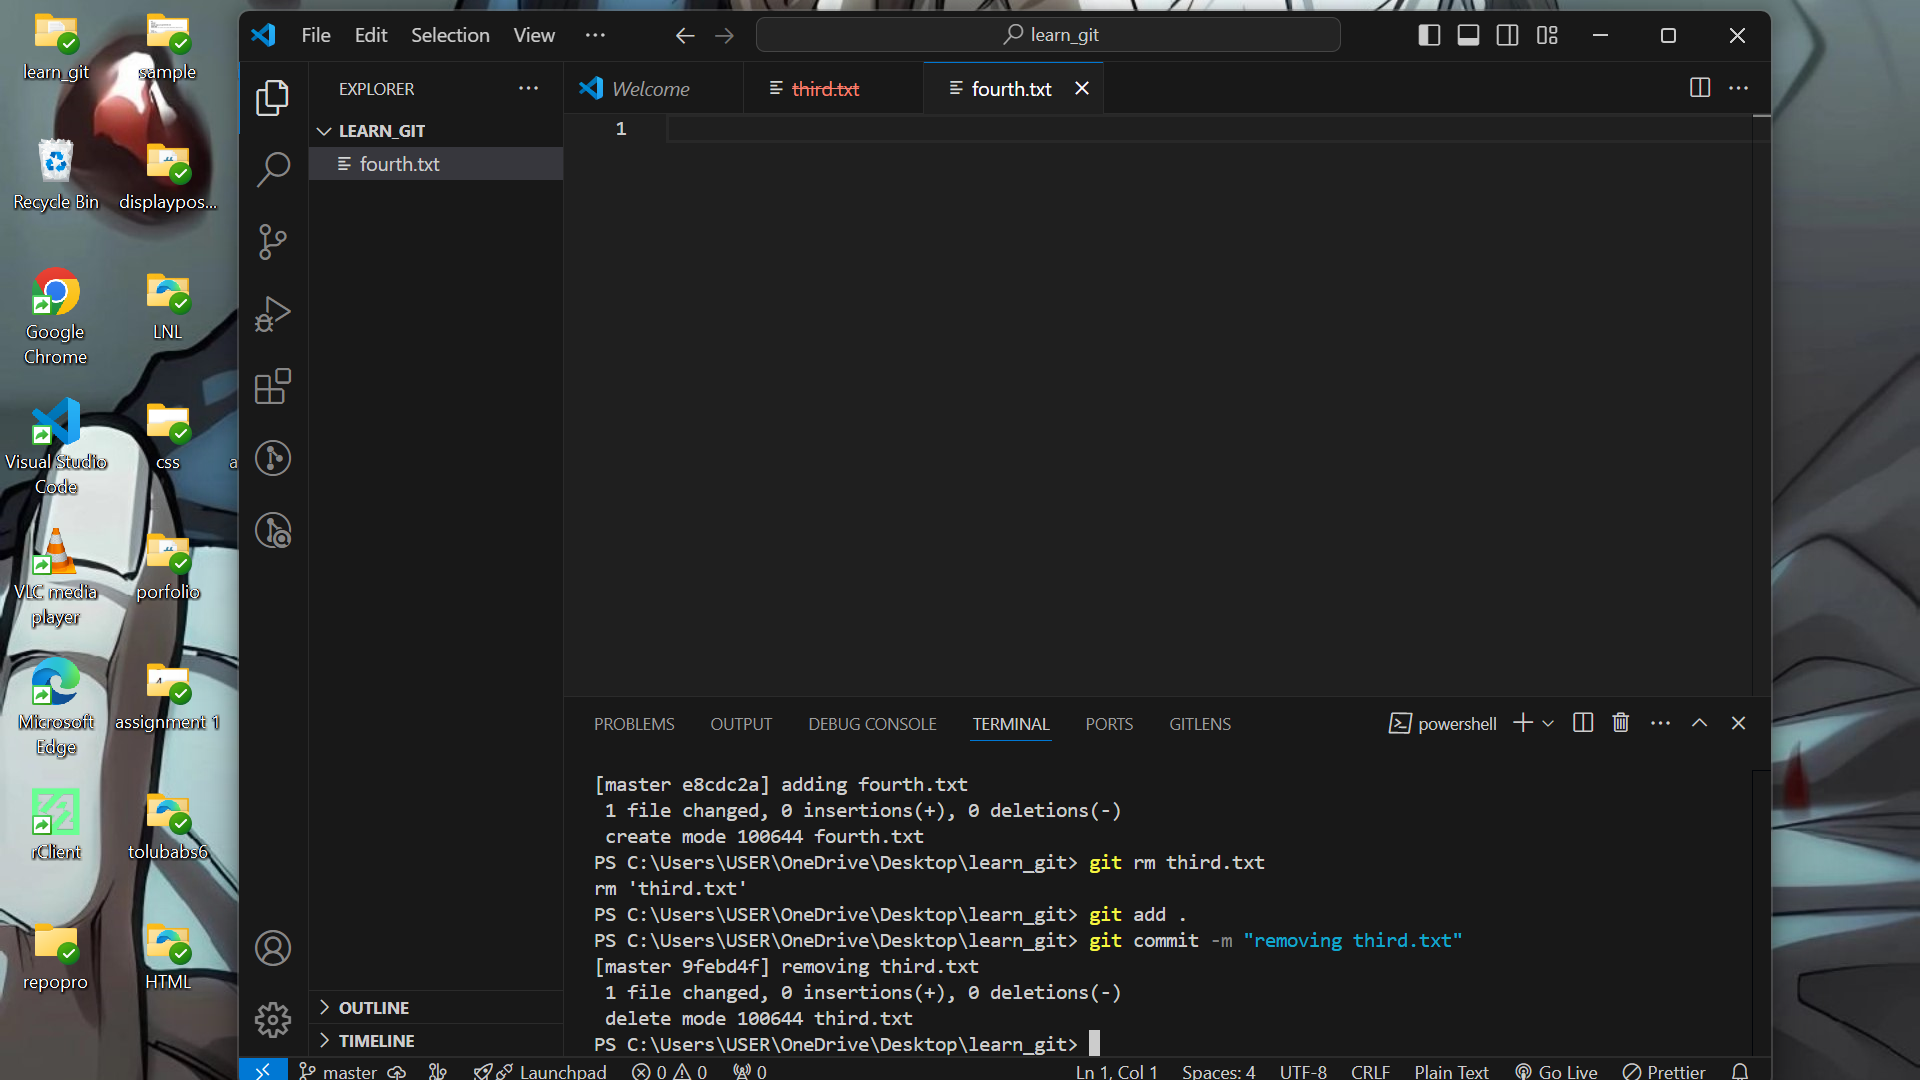 learn_git
sample
Recycle Bin
displaypos...
Google
Chrome
LNL
Visual Studio
Code
css
a
VLC media
player
porfolio
Microsoft
Edge
assignment 1
rClient
tolubabs6
repopro
HTML
File Edit Selection View ...
learn_git
EXPLORER
LEARN_GIT
fourth.txt
OUTLINE
TIMELINE
Welcome
third.txt
fourth.txt
1
PROBLEMS OUTPUT DEBUG CONSOLE TERMINAL PORTS GITLENS
powershell
[master e8cdc2a] adding fourth.txt
1 file changed, 0 insertions(+), 0 deletions(-)
create mode 100644 fourth.txt
PS C:\Users\USER\OneDrive\Desktop\learn_git> git rm third.txt
rm 'third.txt'
PS C:\Users\USER\OneDrive\Desktop\learn_git> git add .
PS C:\Users\USER\OneDrive\Desktop\learn_git> git commit -m "removing third.txt"
[master 9febd4f] removing third.txt
1 file changed, 0 insertions(+), 0 deletions(-)
delete mode 100644 third.txt
PS C:\Users\USER\OneDrive\Desktop\learn_git>
master Launchpad 0 0 0 Ln 1, Col 1 Spaces: 4 UTF-8 CRLF Plain Text Go Live Prettier